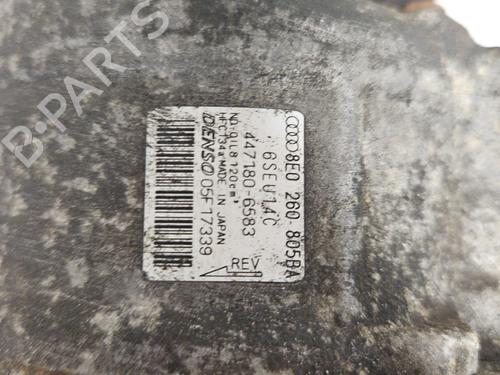 8E0 260 805BA
6SEU14C
447180-6583
ND-OIL8 120cm³
HFC134a MADE IN JAPAN
DENSO 05F17339
REV
B-PARTS